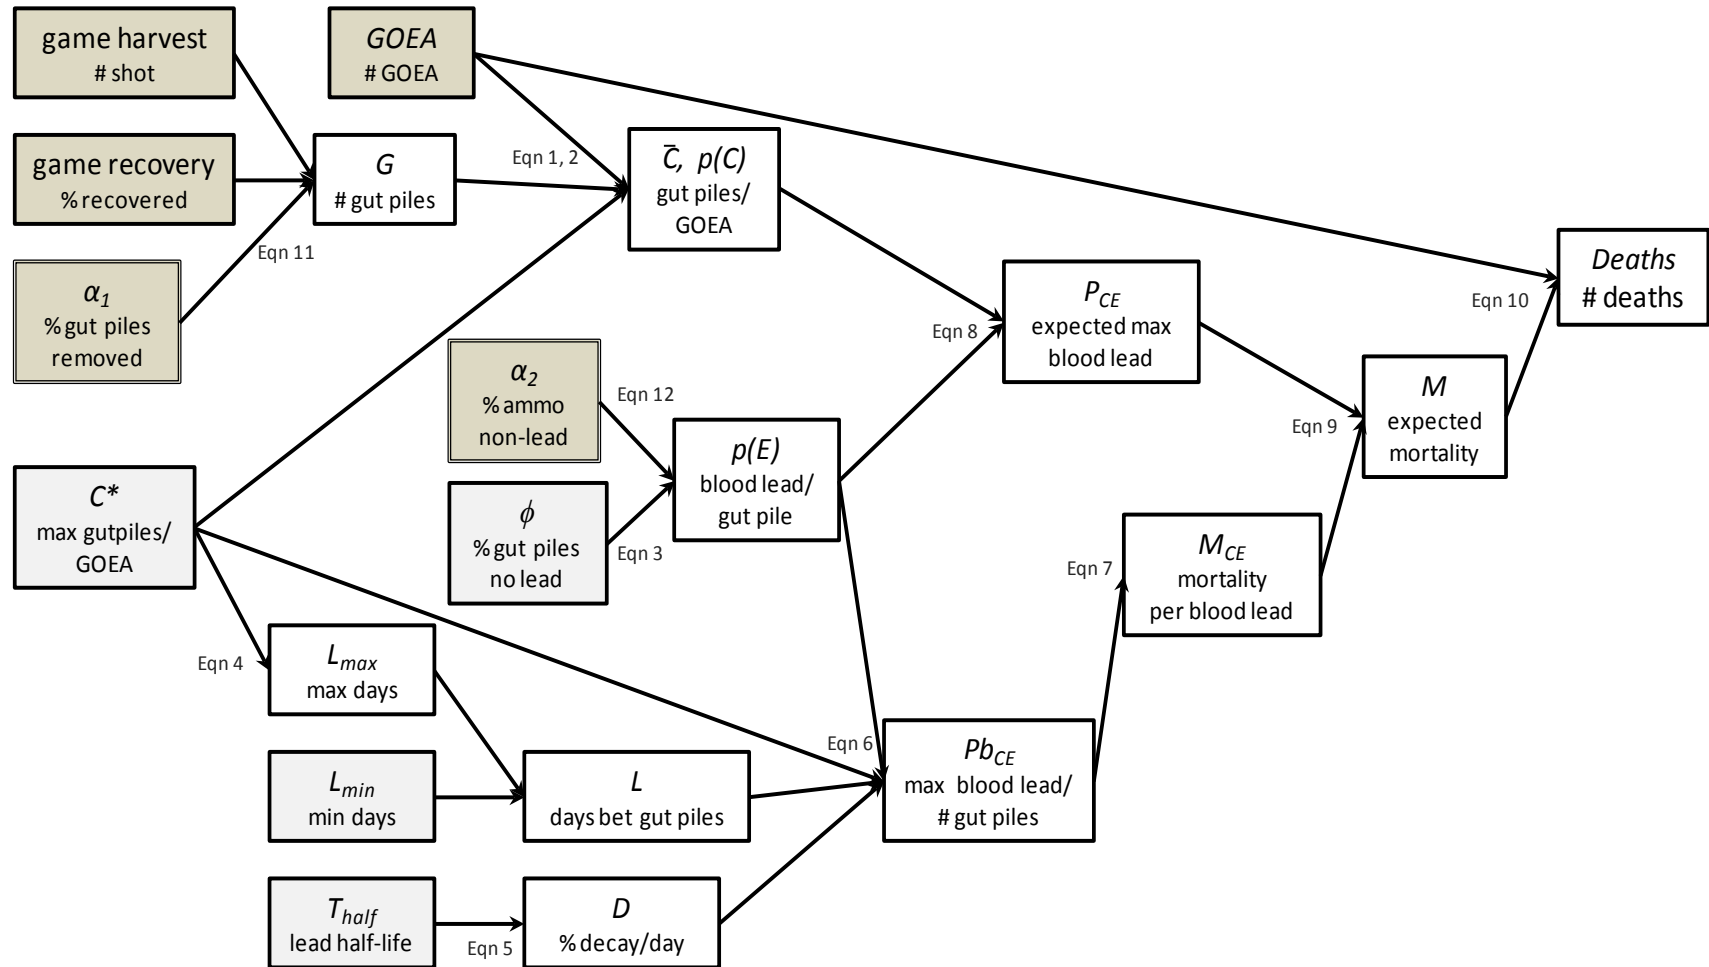 game harvest
# shot
GOEA
# GOEA
game recovery
% recovered
G
# gut piles
Eqn 1, 2
C̄, p(C)
gut piles/
GOEA
Eqn 11
α1
% gut piles
removed
Deaths
# deaths
Eqn 10
PCE
expected max
blood lead
Eqn 8
α2
% ammo
non-lead
Eqn 12
M
expected
mortality
Eqn 9
p(E)
blood lead/
gut pile
C*
max gutpiles/
GOEA
ϕ
% gut piles
no lead
Eqn 3
MCE
mortality
per blood lead
Eqn 7
Eqn 4
Lmax
max days
Eqn 6
PbCE
max blood lead/
# gut piles
Lmin
min days
L
days bet gut piles
Thalf
lead half-life
Eqn 5
D
% decay/day